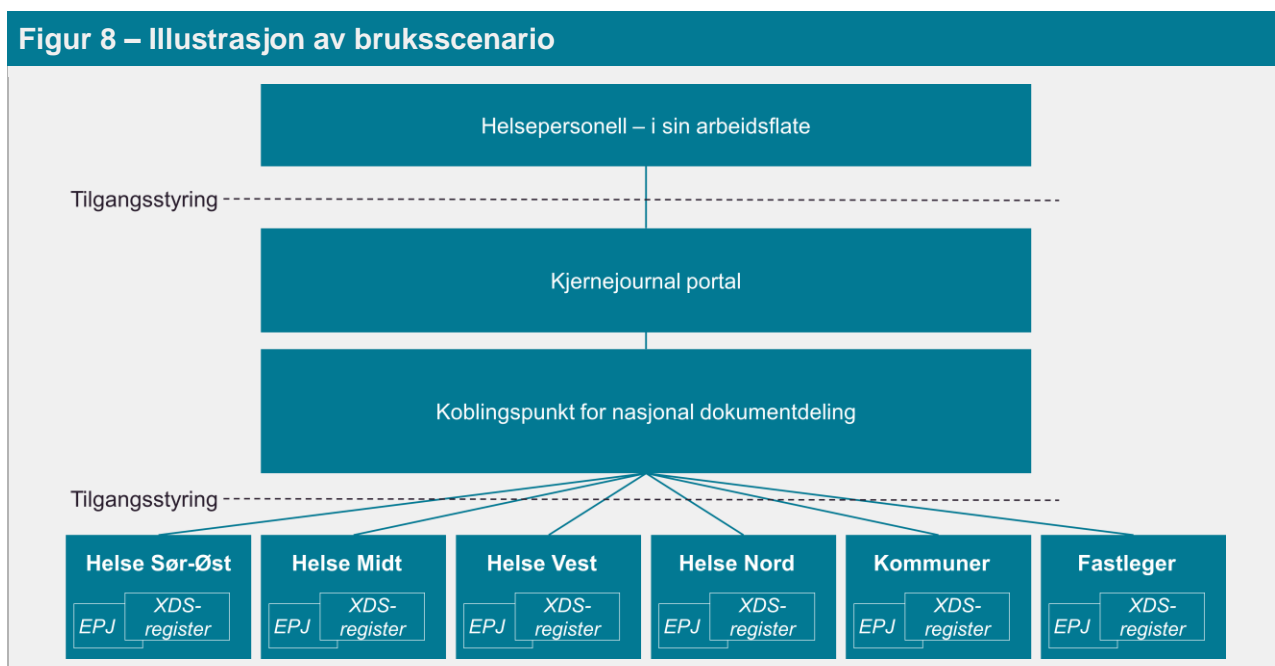 Figur 8 – Illustrasjon av bruksscenario
Helsepersonell – i sin arbeidsflate
Tilgangsstyring
Kjernejournal portal
Koblingspunkt for nasjonal dokumentdeling
Tilgangsstyring
Helse Sør-Øst
EPJ
XDS-
register
Helse Midt
EPJ
XDS-
register
Helse Vest
EPJ
XDS-
register
Helse Nord
EPJ
XDS-
register
Kommuner
EPJ
XDS-
register
Fastleger
EPJ
XDS-
register